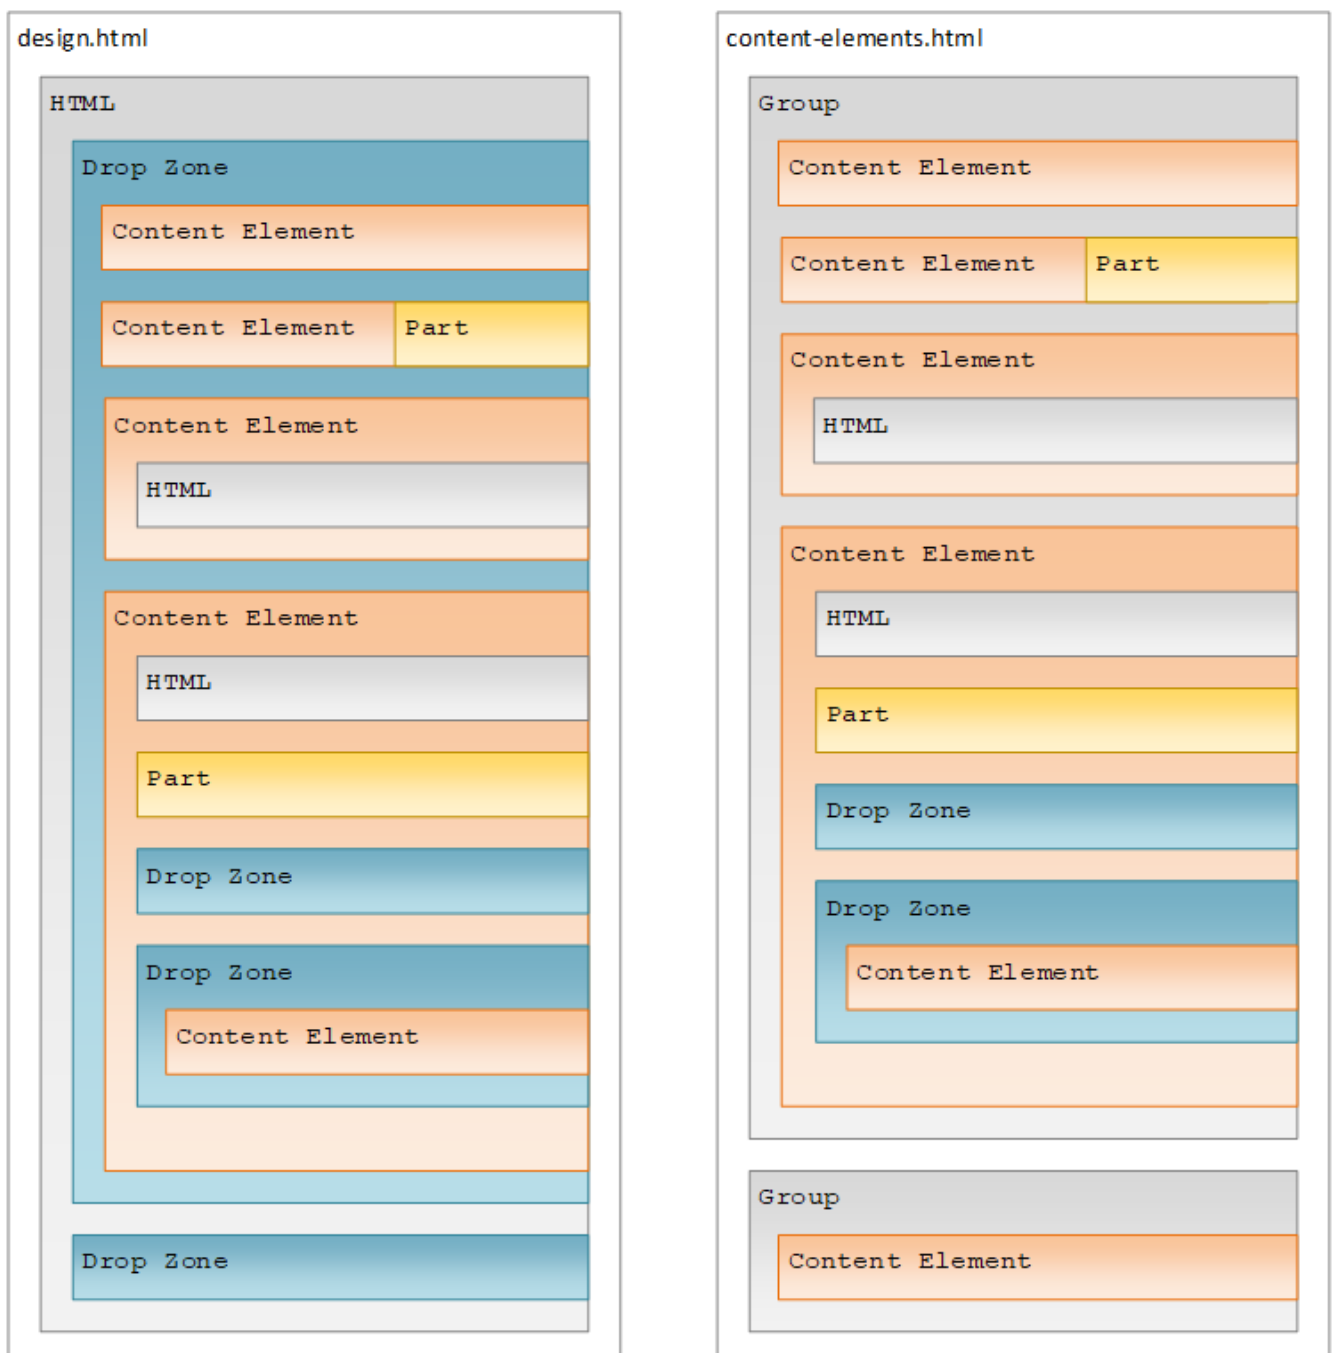 design.html
HTML
Drop Zone
Content Element
Content Element Part
Content Element
HTML
Content Element
HTML
Part
Drop Zone
Drop Zone
Content Element
Drop Zone
content-elements.html
Group
Content Element
Content Element Part
Content Element
HTML
Content Element
HTML
Part
Drop Zone
Drop Zone
Content Element
Group
Content Element